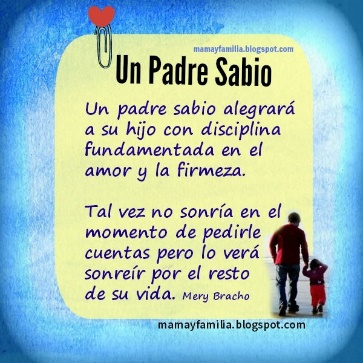 mamayfamilia.blogspot.com
Un Padre Sabio
Un padre sabio alegrará
a su hijo con disciplina
fundamentada en el
amor y la firmeza.
Tal vez no sonría en el
momento de pedirle
cuentas pero lo verá
sonreír por el resto
de su vida. Mery Bracho
mamayfamilia.blogspot.com